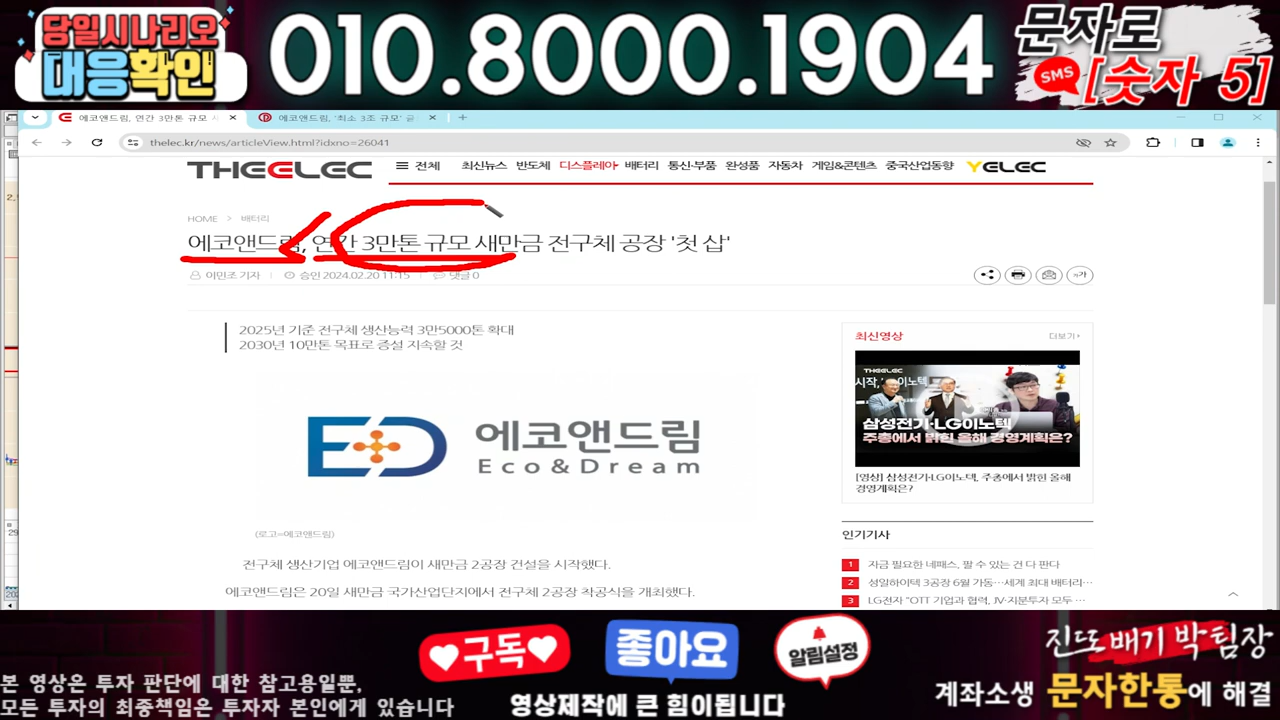 당일시나리오
대응확인
010.8000.1904
문자로
SMS
[숫자 5]
에코앤드림, 연간 3만톤 규모
에코앤드림, '최소 3조 규모'
thelec.kr/news/articleView.html?idxno=26041
THEELEC
전체 최신뉴스 반도체 디스플레이 배터리 통신·부품 완성품 자동차 게임&콘텐츠 중국산업동향 YELEC
HOME > 배터리
에코앤드림, 연간 3만톤 규모 새만금 전구체 공장 '첫 삽'
이민조 기자 승인 2024.02.20 11:15 댓글 0
가가
2025년 기준 전구체 생산능력 3만5000톤 확대
2030년 10만톤 목표로 증설 지속할 것
에코앤드림
Eco&Dream
(로고=에코앤드림)
전구체 생산기업 에코앤드림이 새만금 2공장 건설을 시작했다.
에코앤드림은 20일 새만금 국가산업단지에서 전구체 2공장 착공식을 개최했다.
최신영상
더보기+
THEELEC
삼성전기·LG이노텍
주총에서 밝힌 올해 경영계획은?
[영상] 삼성전기·LG이노텍, 주총에서 밝힌 올해
경영계획은?
인기기사
1 자금 필요한 네패스, 팔 수 있는 건 다 판다
2 성일하이텍 3공장 6월 가동…세계 최대 배터리…
3 LG전자 "OTT 기업과 협력, JV·지분투자 모두 …
구독
좋아요
알림설정
영상제작에 큰 힘이됩니다
본 영상은 투자 판단에 대한 참고용일뿐,
모든 투자의 최종책임은 투자자 본인에게 있습니다
진또배기 박팀장
계좌소생 문자한통에 해결